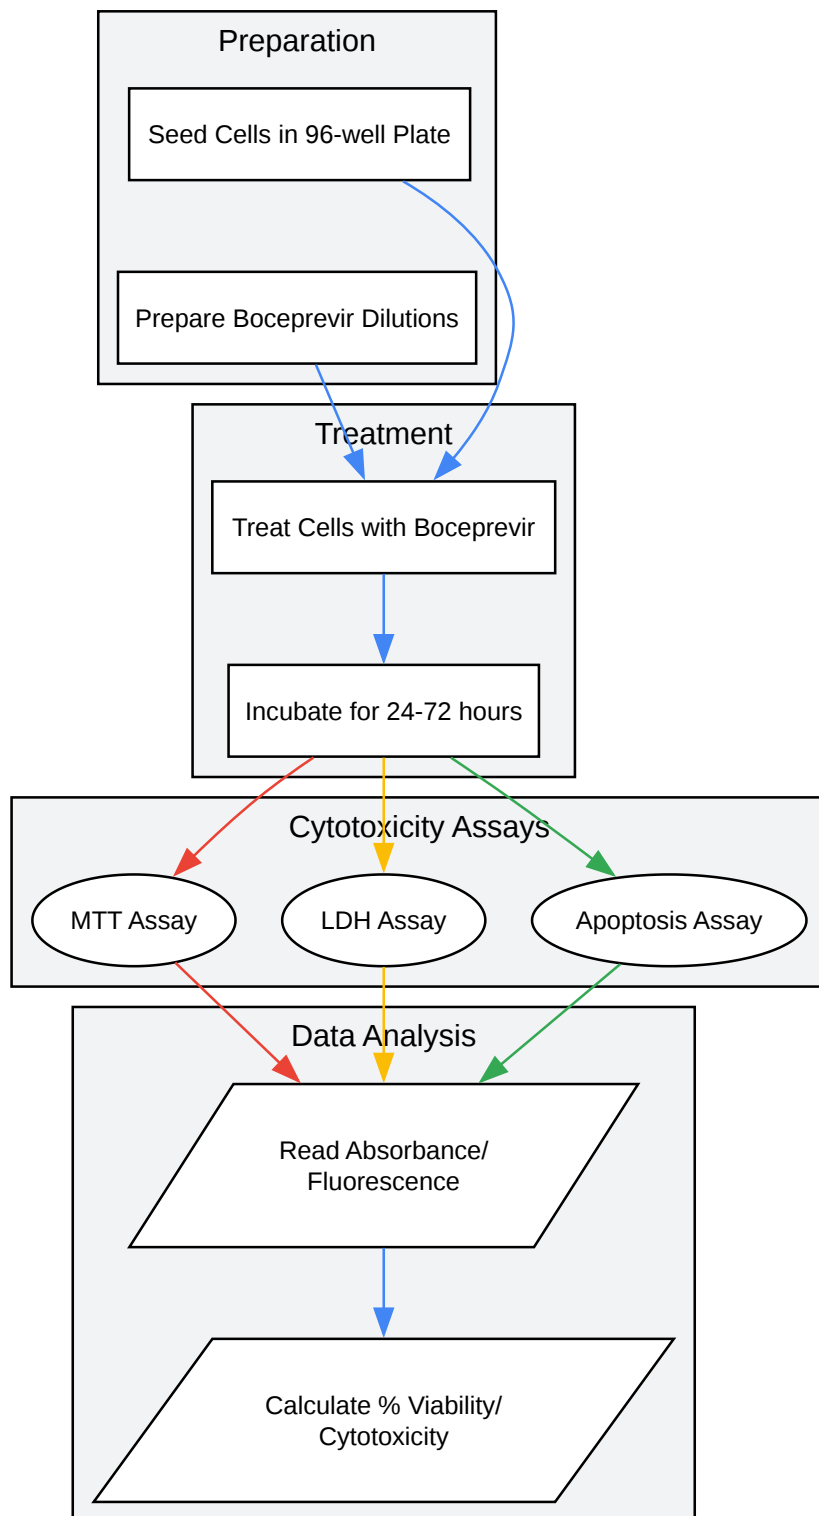 Preparation
Seed Cells in 96-well Plate
Prepare Boceprevir Dilutions
Treatment
Treat Cells with Boceprevir
Incubate for 24-72 hours
Cytotoxicity Assays
MTT Assay
LDH Assay
Apoptosis Assay
Data Analysis
Read Absorbance/
Fluorescence
Calculate % Viability/
Cytotoxicity